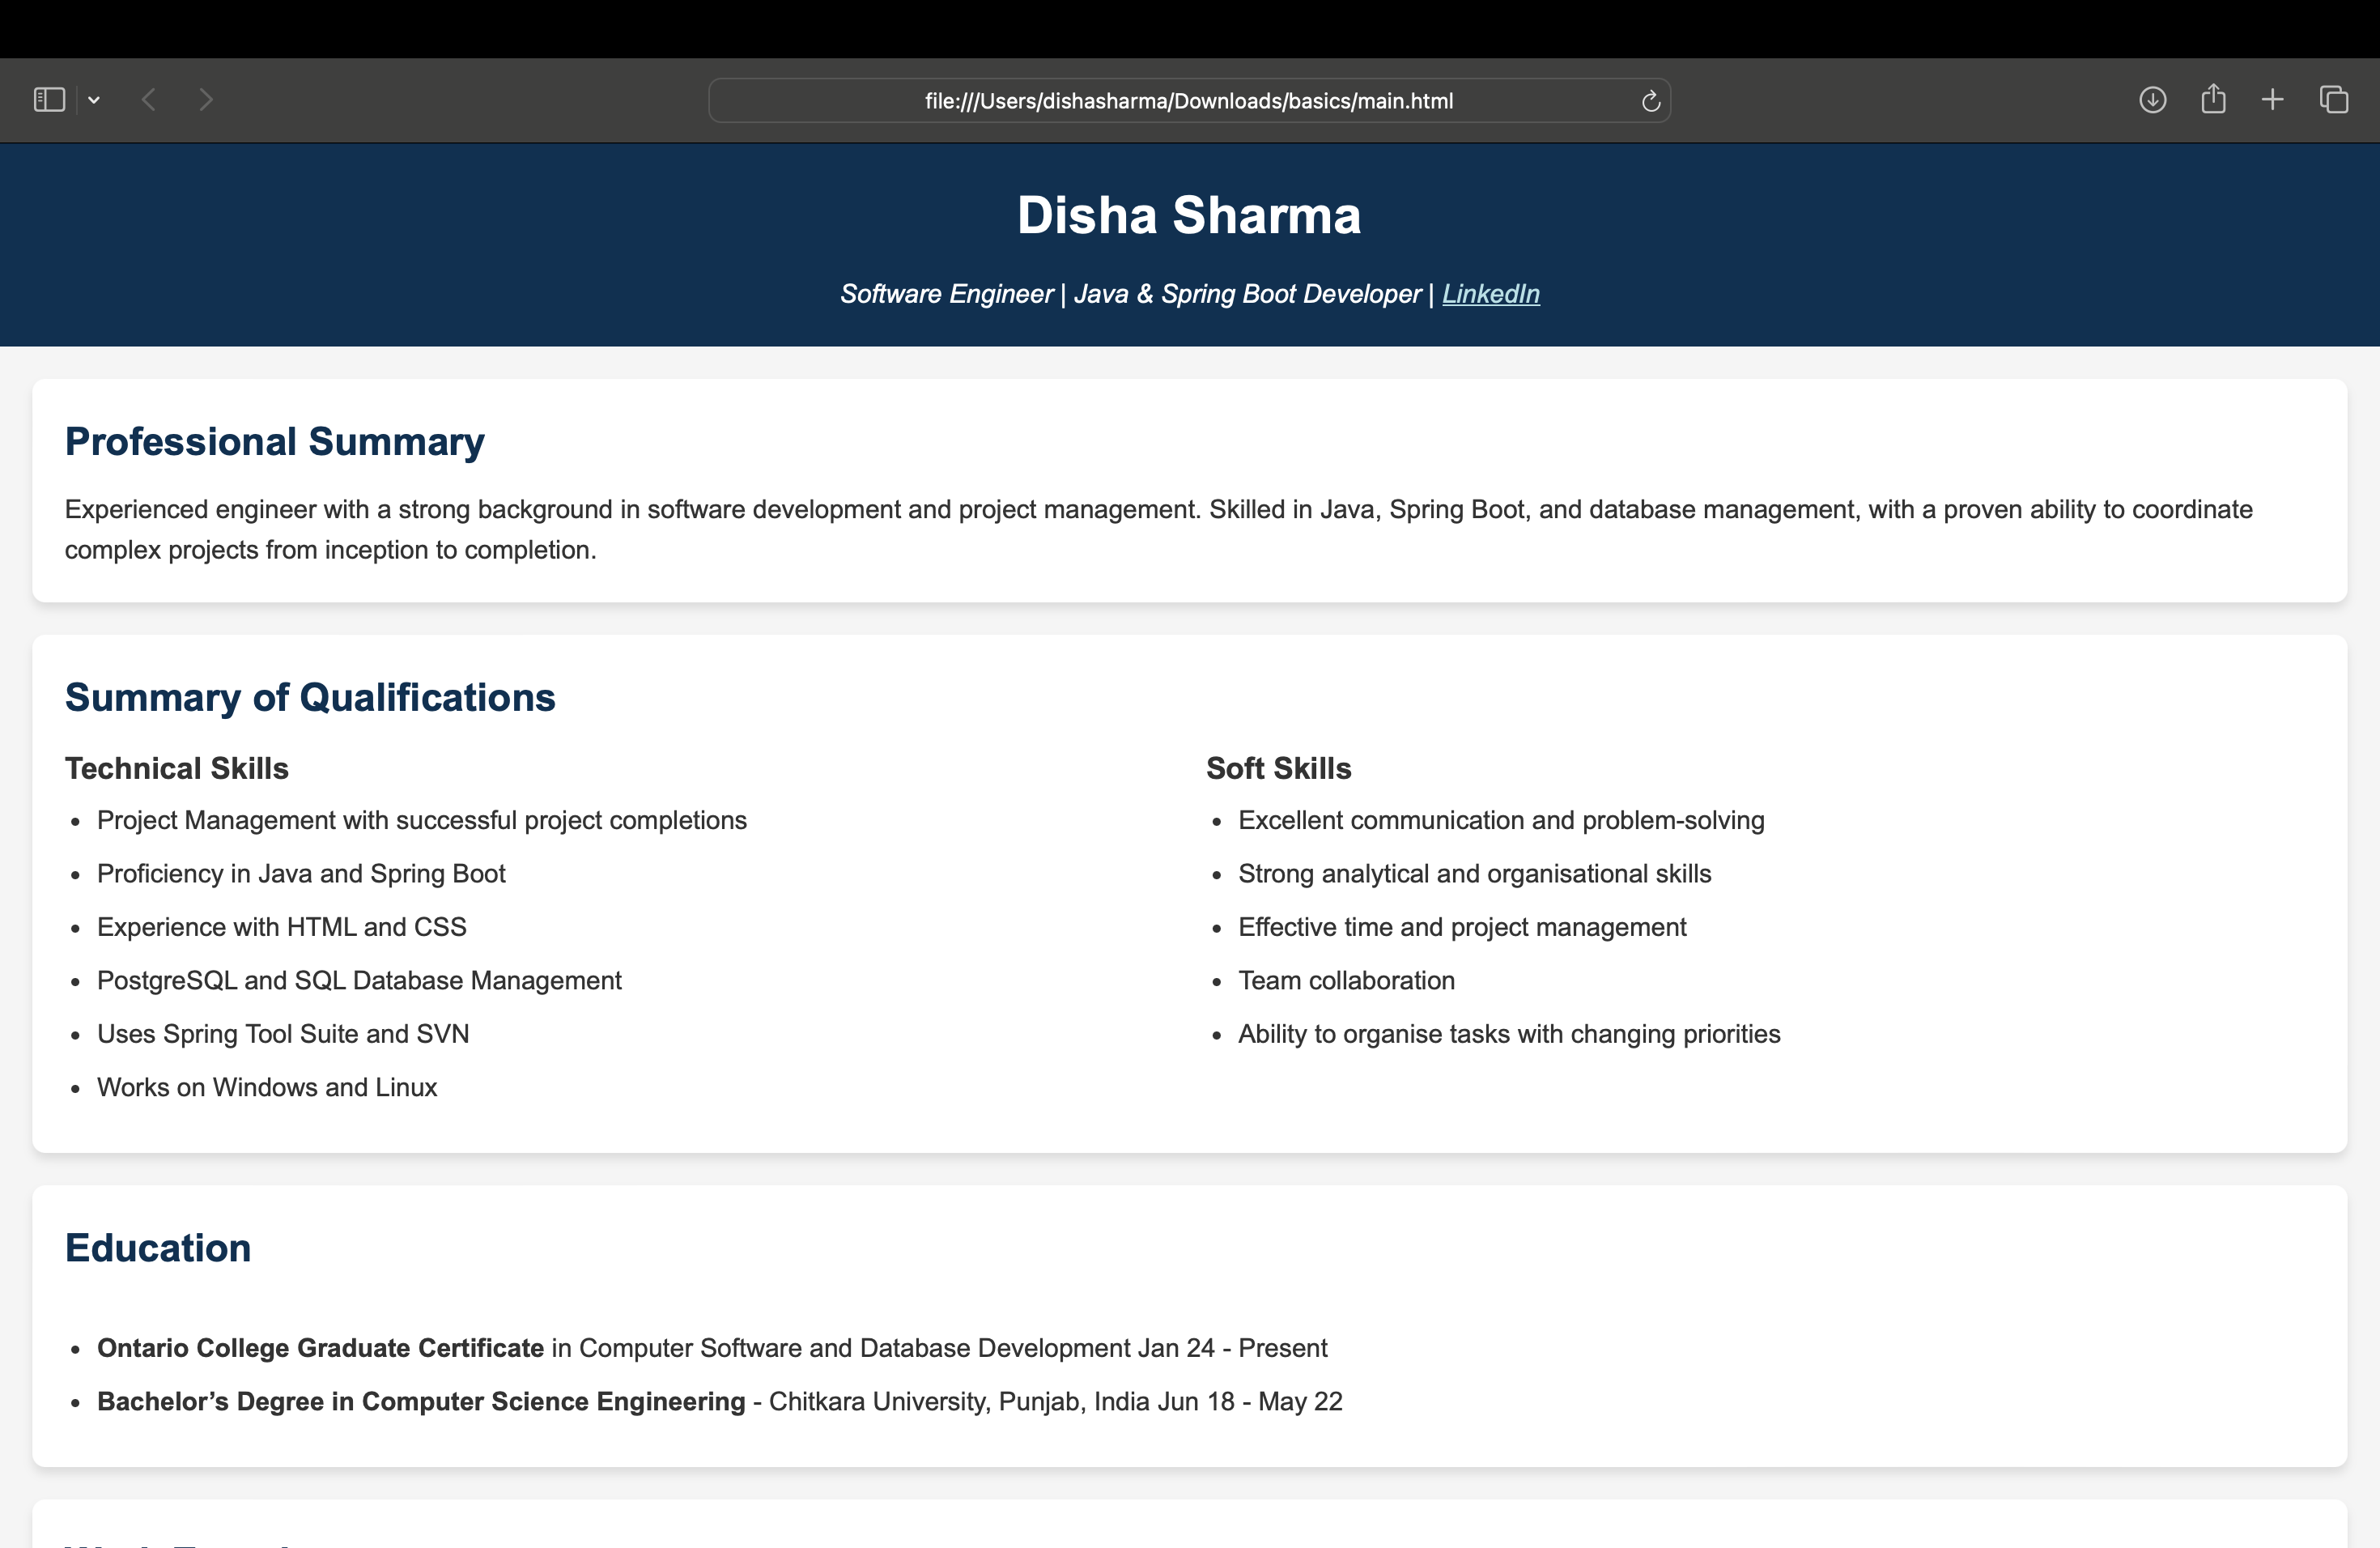 file:///Users/dishasharma/Downloads/basics/main.html
Disha Sharma
Software Engineer | Java & Spring Boot Developer | LinkedIn
Professional Summary
Experienced engineer with a strong background in software development and project management. Skilled in Java, Spring Boot, and database management, with a proven ability to coordinate
complex projects from inception to completion.
Summary of Qualifications
Technical Skills
• Project Management with successful project completions
• Proficiency in Java and Spring Boot
• Experience with HTML and CSS
• PostgreSQL and SQL Database Management
• Uses Spring Tool Suite and SVN
• Works on Windows and Linux
Soft Skills
• Excellent communication and problem-solving
• Strong analytical and organisational skills
• Effective time and project management
• Team collaboration
• Ability to organise tasks with changing priorities
Education
• Ontario College Graduate Certificate in Computer Software and Database Development Jan 24 - Present
• Bachelor’s Degree in Computer Science Engineering - Chitkara University, Punjab, India Jun 18 - May 22